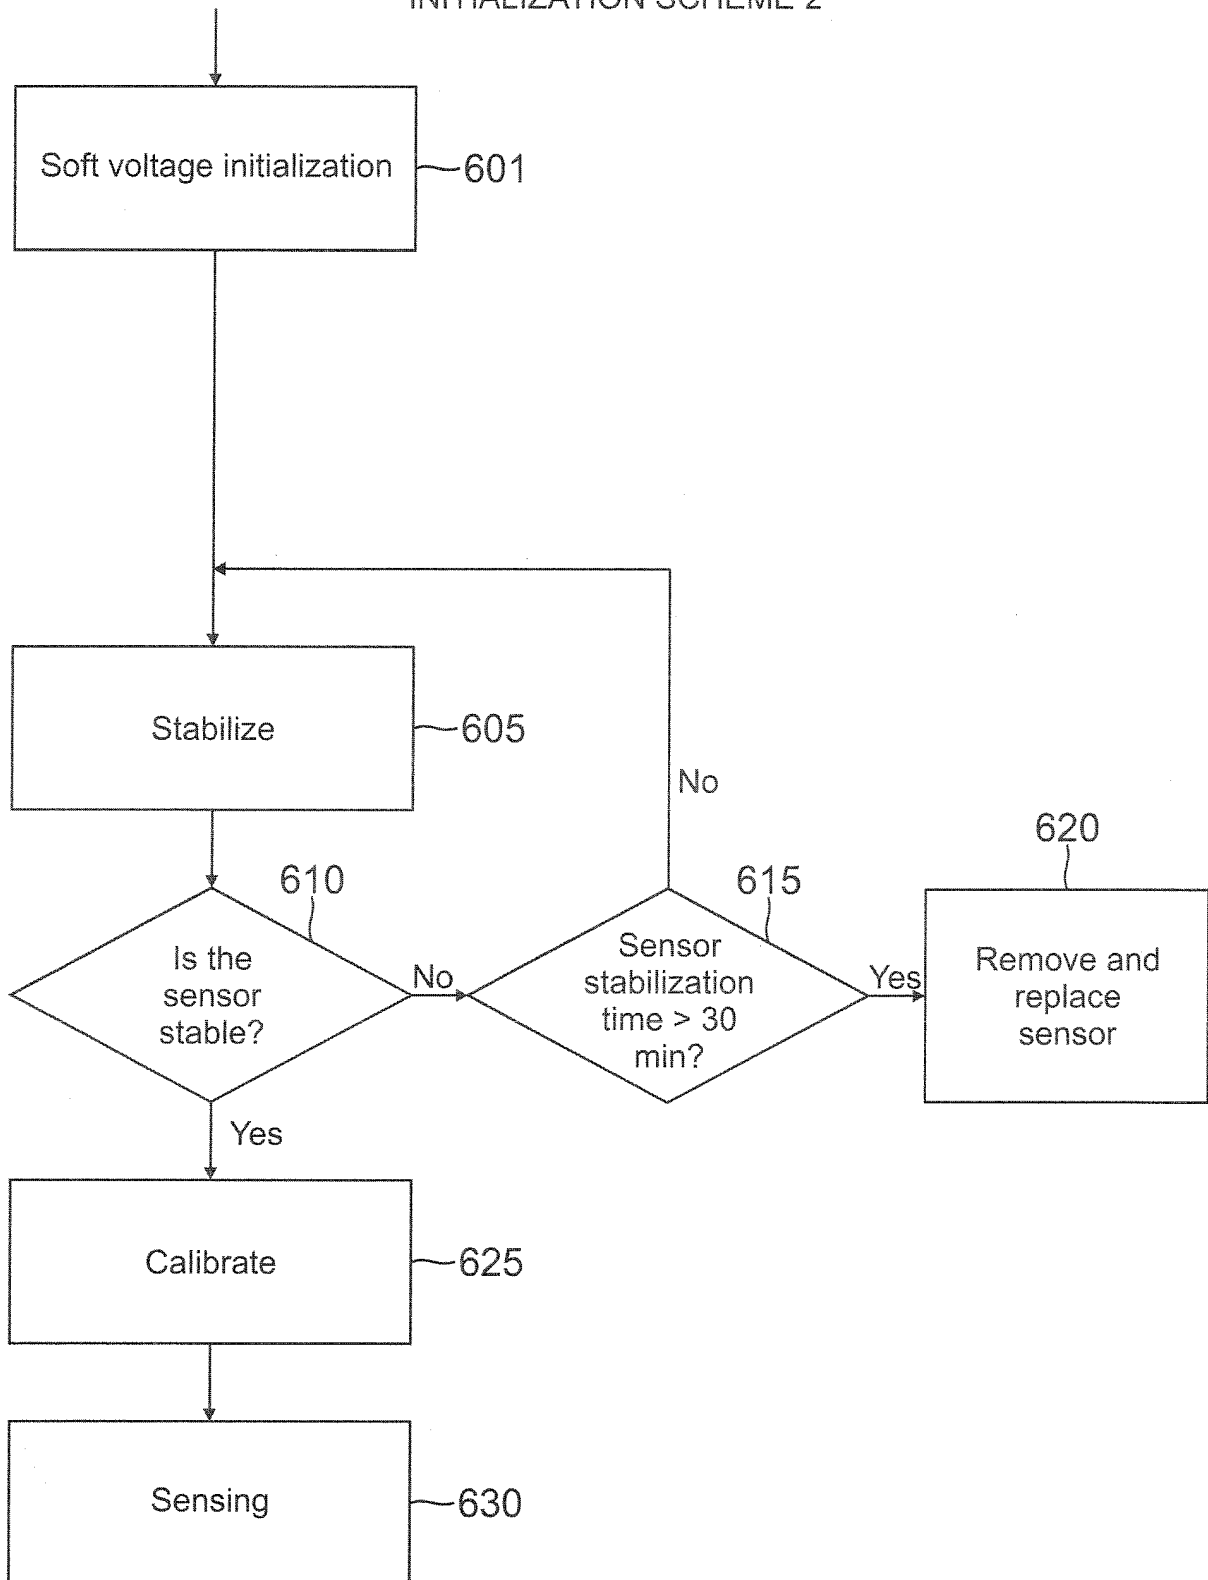 INITIALIZATION SCHEME 2
Soft voltage initialization
601
Stabilize
605
No
610
Is the
sensor
stable?
No
615
Sensor
stabilization
time > 30
min?
Yes
620
Remove and
replace
sensor
Yes
Calibrate
625
Sensing
630